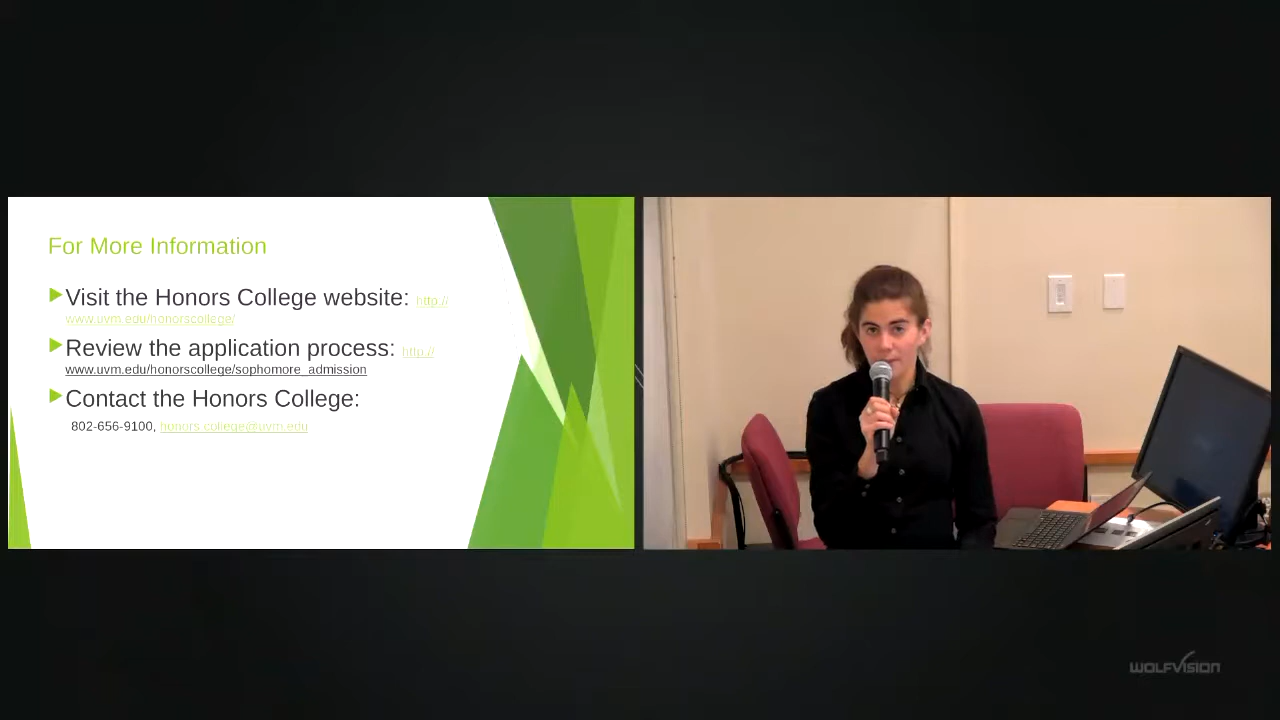 For More Information
Visit the Honors College website: http://
www.uvm.edu/honorscollege/
Review the application process: http://
www.uvm.edu/honorscollege/sophomore_admission
Contact the Honors College:
802-656-9100, honors.college@uvm.edu
WOLFVISION